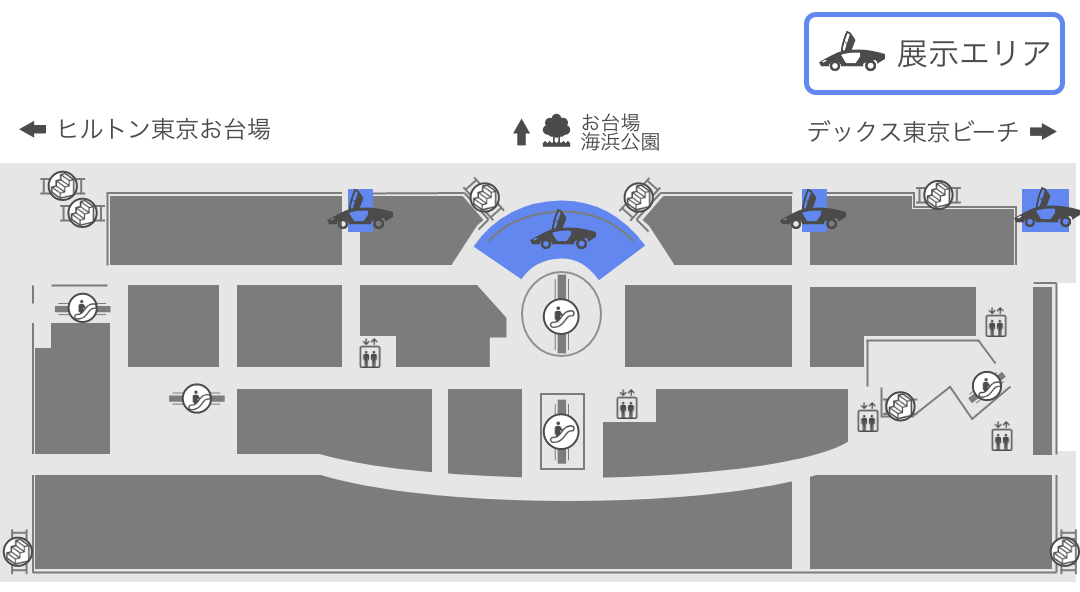 展示エリア
ヒルトン東京お台場
お台場
海浜公園
デックス東京ビーチ